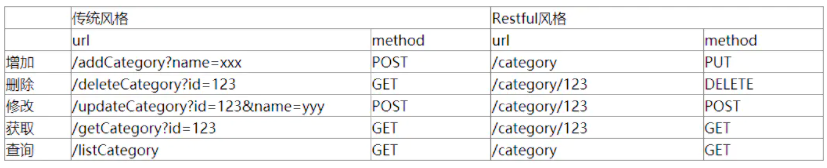 传统风格 Restful风格
url method url method
增加 /addCategory?name=xxx POST /category PUT
删除 /deleteCategory?id=123 GET /category/123 DELETE
修改 /updateCategory?id=123&name=yyy POST /category/123 POST
获取 /getCategory?id=123 GET /category/123 GET
查询 /listCategory GET /category GET